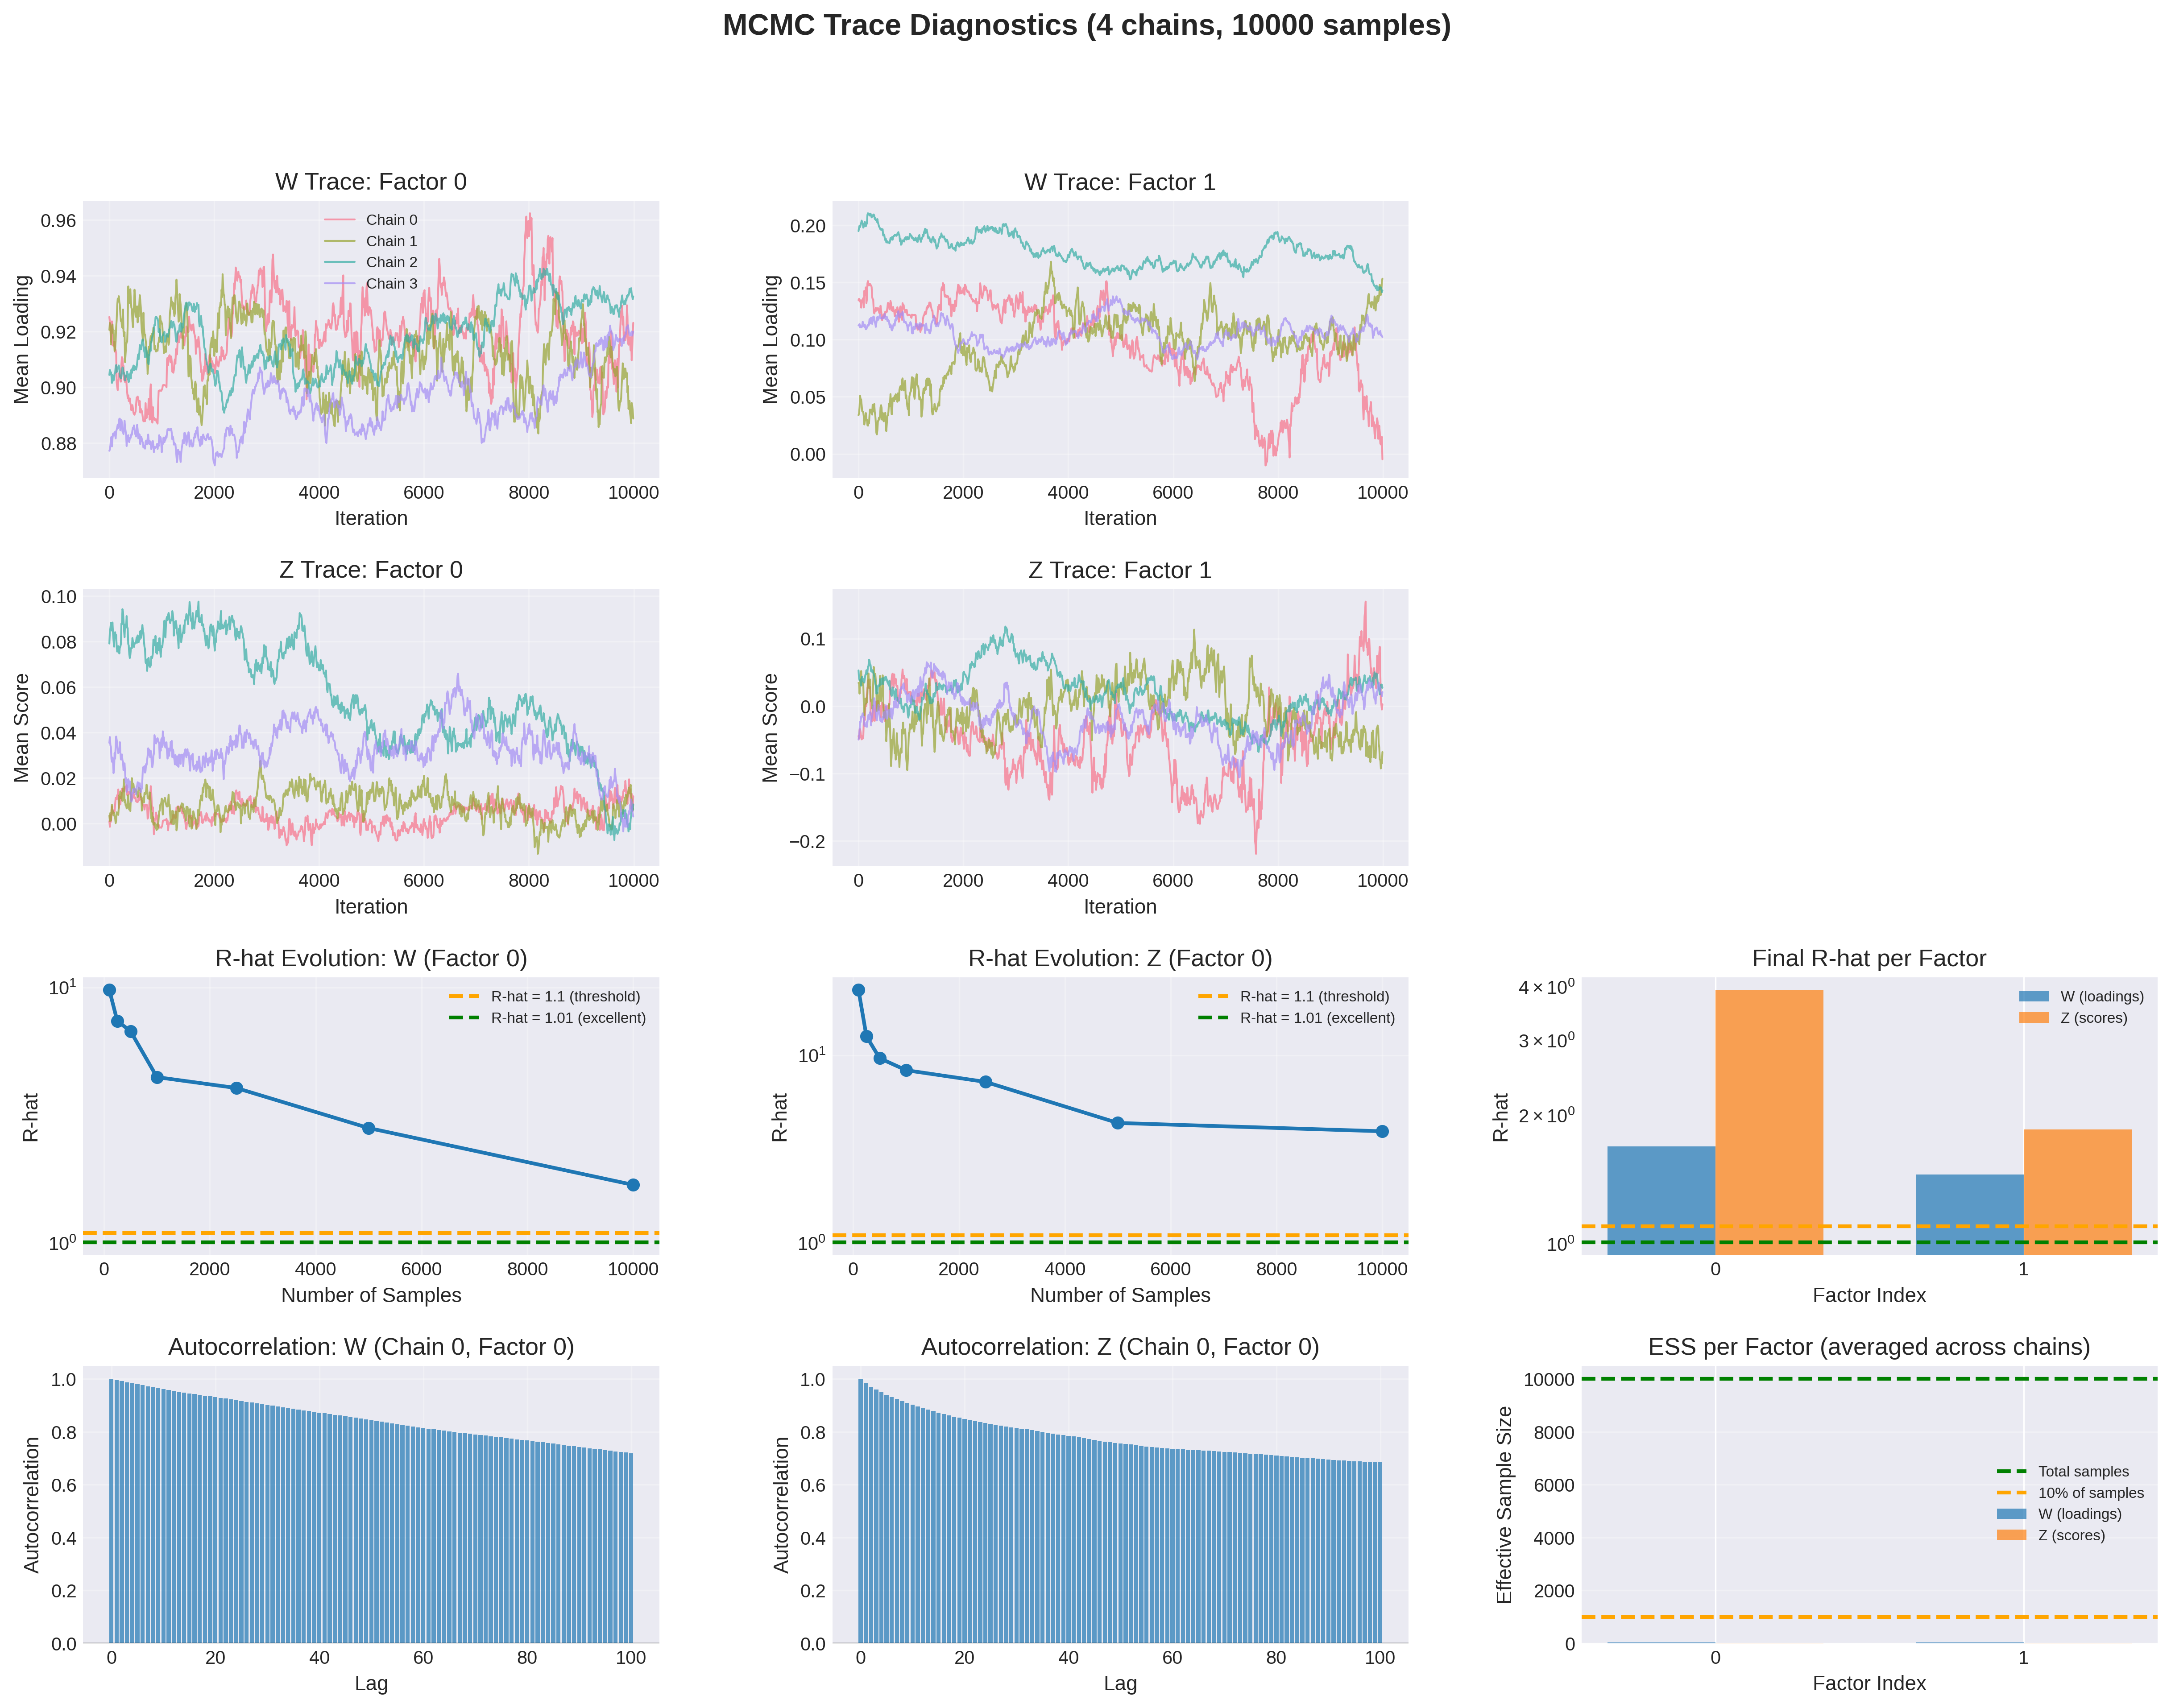 MCMC Trace Diagnostics (4 chains, 10000 samples)
W Trace: Factor 0
Mean Loading
0.96
0.94
0.92
0.90
0.88
Chain 0
Chain 1
Chain 2
Chain 3
0 2000 4000 6000 8000 10000
Iteration
W Trace: Factor 1
Mean Loading
0.20
0.15
0.10
0.05
0.00
0 2000 4000 6000 8000 10000
Iteration
Z Trace: Factor 0
Mean Score
0.10
0.08
0.06
0.04
0.02
0.00
0 2000 4000 6000 8000 10000
Iteration
Z Trace: Factor 1
Mean Score
0.1
0.0
−0.1
−0.2
0 2000 4000 6000 8000 10000
Iteration
R-hat Evolution: W (Factor 0)
R-hat
10¹
10⁰
R-hat = 1.1 (threshold)
R-hat = 1.01 (excellent)
0 2000 4000 6000 8000 10000
Number of Samples
R-hat Evolution: Z (Factor 0)
R-hat
10¹
10⁰
R-hat = 1.1 (threshold)
R-hat = 1.01 (excellent)
0 2000 4000 6000 8000 10000
Number of Samples
Final R-hat per Factor
R-hat
4 × 10⁰
3 × 10⁰
2 × 10⁰
10⁰
W (loadings)
Z (scores)
0 1
Factor Index
Autocorrelation: W (Chain 0, Factor 0)
Autocorrelation
1.0
0.8
0.6
0.4
0.2
0.0
0 20 40 60 80 100
Lag
Autocorrelation: Z (Chain 0, Factor 0)
Autocorrelation
1.0
0.8
0.6
0.4
0.2
0.0
0 20 40 60 80 100
Lag
ESS per Factor (averaged across chains)
Effective Sample Size
10000
8000
6000
4000
2000
0
Total samples
10% of samples
W (loadings)
Z (scores)
0 1
Factor Index